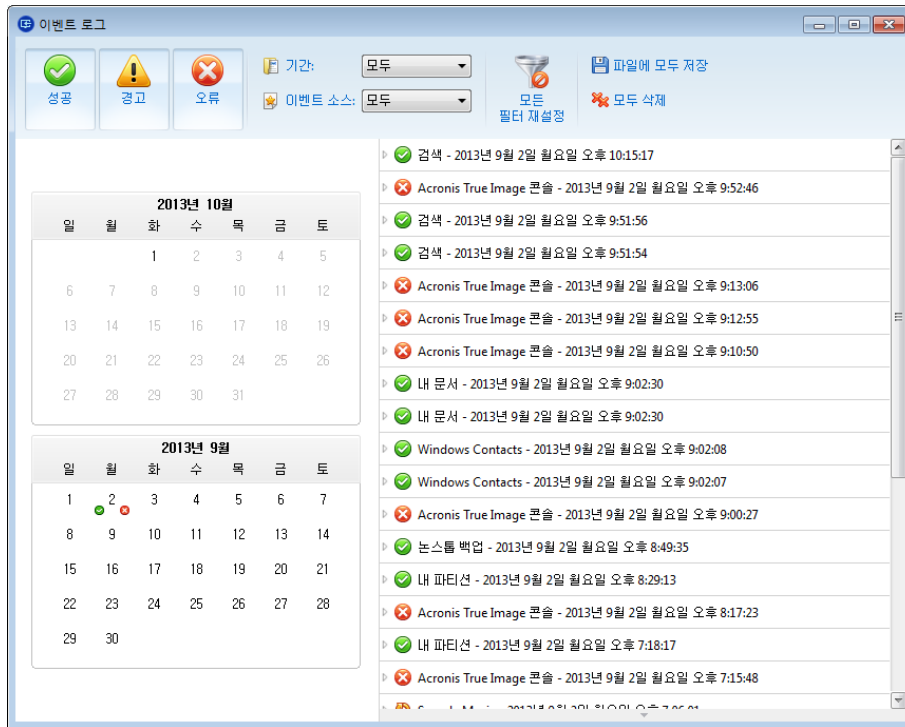 이벤트 로그
성공
경고
오류
기간: 모두
이벤트 소스: 모두
모든
필터 재설정
파일에 모두 저장
모두 삭제
2013년 10월
일 월 화 수 목 금 토
1 2 3 4 5
6 7 8 9 10 11 12
13 14 15 16 17 18 19
20 21 22 23 24 25 26
27 28 29 30 31
2013년 9월
일 월 화 수 목 금 토
1 2 3 4 5 6 7
8 9 10 11 12 13 14
15 16 17 18 19 20 21
22 23 24 25 26 27 28
29 30
검색 - 2013년 9월 2일 월요일 오후 10:15:17
Acronis True Image 콘솔 - 2013년 9월 2일 월요일 오후 9:52:46
검색 - 2013년 9월 2일 월요일 오후 9:51:56
검색 - 2013년 9월 2일 월요일 오후 9:51:54
Acronis True Image 콘솔 - 2013년 9월 2일 월요일 오후 9:13:06
Acronis True Image 콘솔 - 2013년 9월 2일 월요일 오후 9:12:55
Acronis True Image 콘솔 - 2013년 9월 2일 월요일 오후 9:10:50
내 문서 - 2013년 9월 2일 월요일 오후 9:02:30
내 문서 - 2013년 9월 2일 월요일 오후 9:02:30
Windows Contacts - 2013년 9월 2일 월요일 오후 9:02:08
Windows Contacts - 2013년 9월 2일 월요일 오후 9:02:07
Acronis True Image 콘솔 - 2013년 9월 2일 월요일 오후 9:00:27
논스톱 백업 - 2013년 9월 2일 월요일 오후 8:49:35
내 파티션 - 2013년 9월 2일 월요일 오후 8:29:13
Acronis True Image 콘솔 - 2013년 9월 2일 월요일 오후 8:17:23
내 파티션 - 2013년 9월 2일 월요일 오후 7:18:17
Acronis True Image 콘솔 - 2013년 9월 2일 월요일 오후 7:15:48